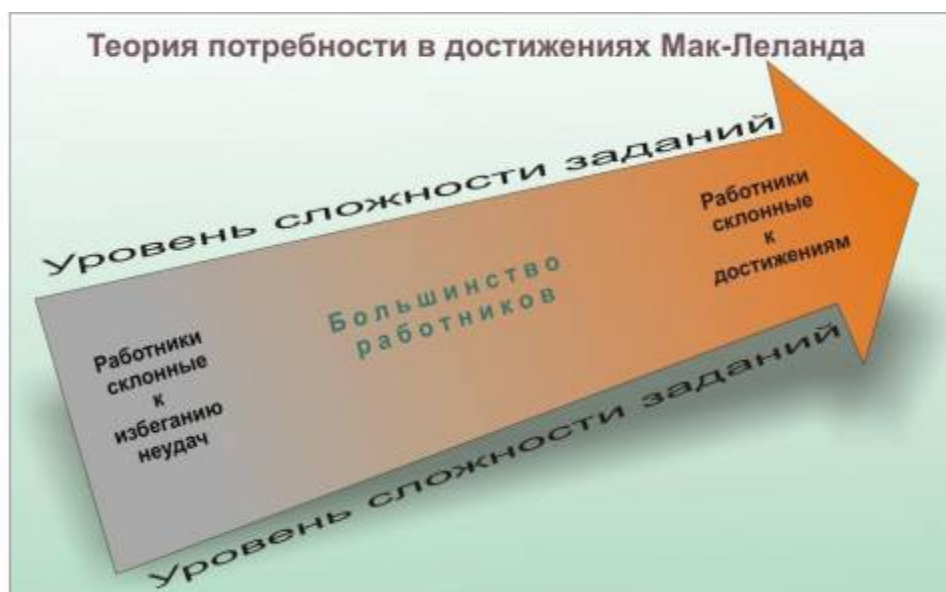 Теория потребности в достижениях Мак-Леланда
Уровень сложности заданий
Работники
склонные
к
достижениям
Большинство
работников
Работники
склонные
к
избеганию
неудач
Уровень сложности заданий